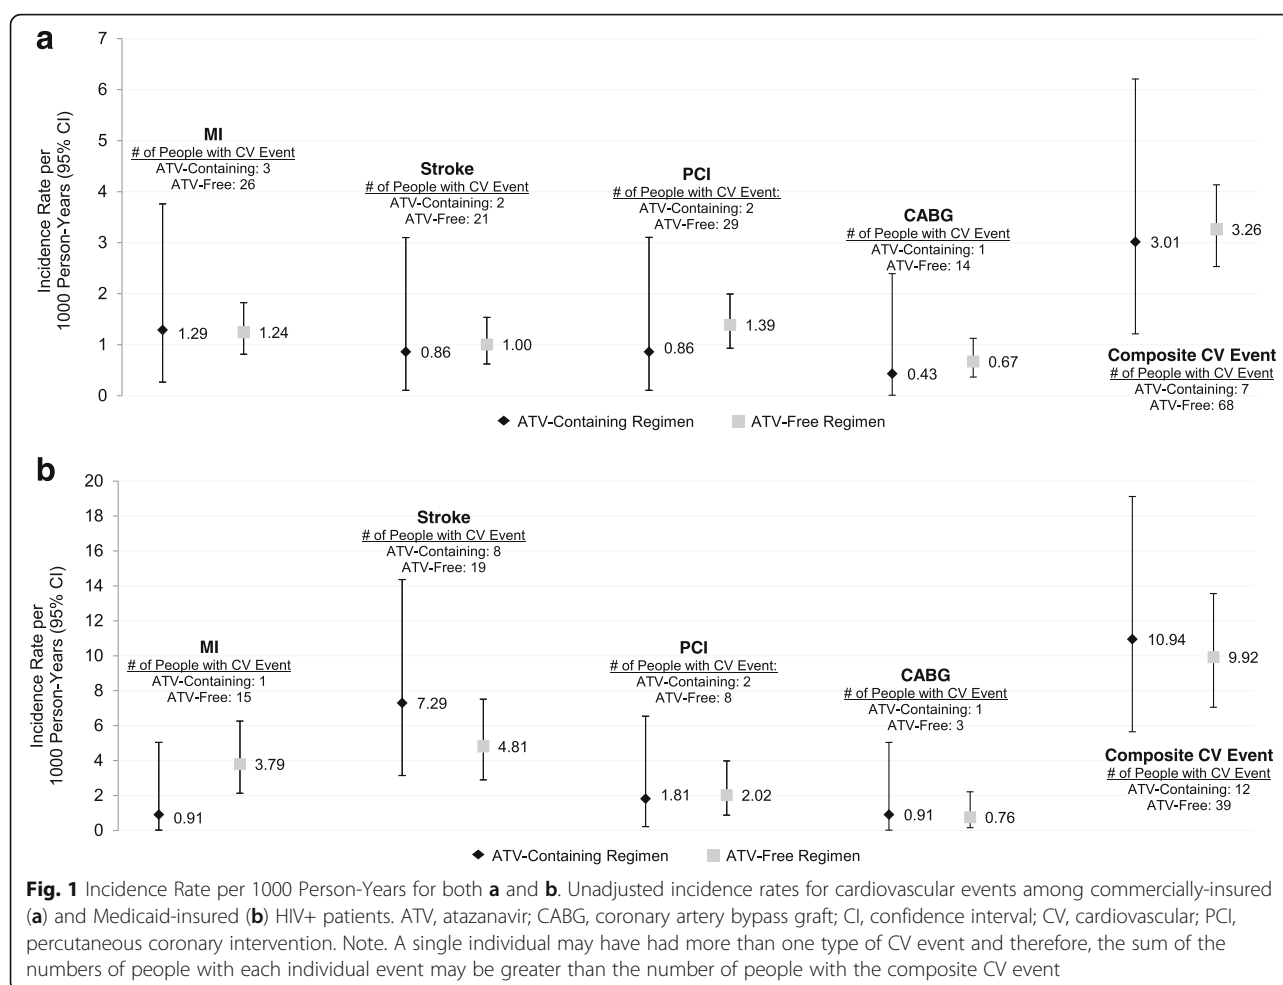 a
Incidence Rate per
1000 Person-Years (95% CI)
7
6
5
4
3
2
1
0
MI
# of People with CV Event
ATV-Containing: 3
ATV-Free: 26
1.29
1.24
Stroke
# of People with CV Event
ATV-Containing: 2
ATV-Free: 21
0.86
1.00
PCI
# of People with CV Event:
ATV-Containing: 2
ATV-Free: 29
0.86
1.39
CABG
# of People with CV Event
ATV-Containing: 1
ATV-Free: 14
0.43
0.67
3.01
3.26
Composite CV Event
# of People with CV Event
ATV-Containing: 7
ATV-Free: 68
ATV-Containing Regimen
ATV-Free Regimen
b
Incidence Rate per
1000 Person-Years (95% CI)
20
18
16
14
12
10
8
6
4
2
0
MI
# of People with CV Event
ATV-Containing: 1
ATV-Free: 15
0.91
3.79
Stroke
# of People with CV Event
ATV-Containing: 8
ATV-Free: 19
7.29
4.81
PCI
# of People with CV Event:
ATV-Containing: 2
ATV-Free: 8
1.81
2.02
CABG
# of People with CV Event
ATV-Containing: 1
ATV-Free: 3
0.91
0.76
10.94
9.92
Composite CV Event
# of People with CV Event
ATV-Containing: 12
ATV-Free: 39
ATV-Containing Regimen
ATV-Free Regimen
Fig. 1 Incidence Rate per 1000 Person-Years for both a and b. Unadjusted incidence rates for cardiovascular events among commercially-insured
(a) and Medicaid-insured (b) HIV+ patients. ATV, atazanavir; CABG, coronary artery bypass graft; CI, confidence interval; CV, cardiovascular; PCI,
percutaneous coronary intervention. Note. A single individual may have had more than one type of CV event and therefore, the sum of the
numbers of people with each individual event may be greater than the number of people with the composite CV event